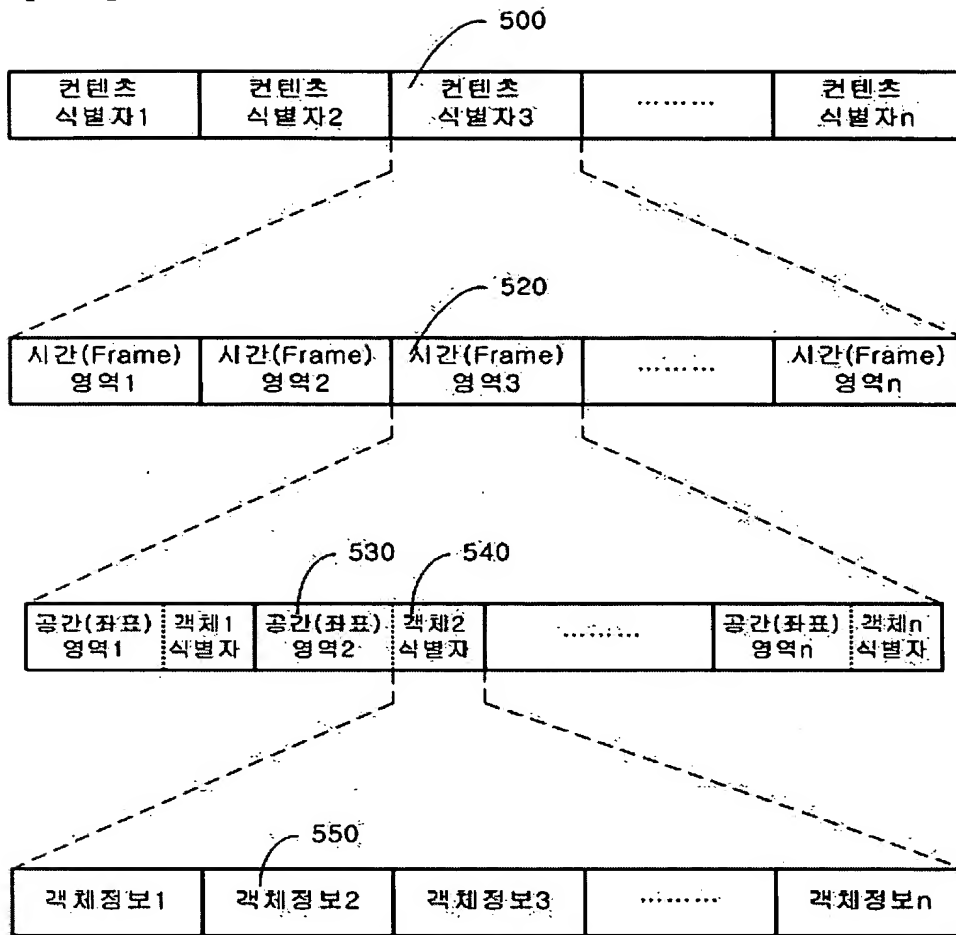 500
컨텐츠 컨텐츠 컨텐츠 ......... 컨텐츠
식별자1 식별자2 식별자3 식별자n
520
시간(Frame) 시간(Frame) 시간(Frame) ......... 시간(Frame)
영역1 영역2 영역3 영역n
530 540
공간(좌표) 객체1 공간(좌표) 객체2 ......... 공간(좌표) 객체n
영역1 식별자 영역2 식별자 영역n 식별자
550
객체정보1 객체정보2 객체정보3 ......... 객체정보n